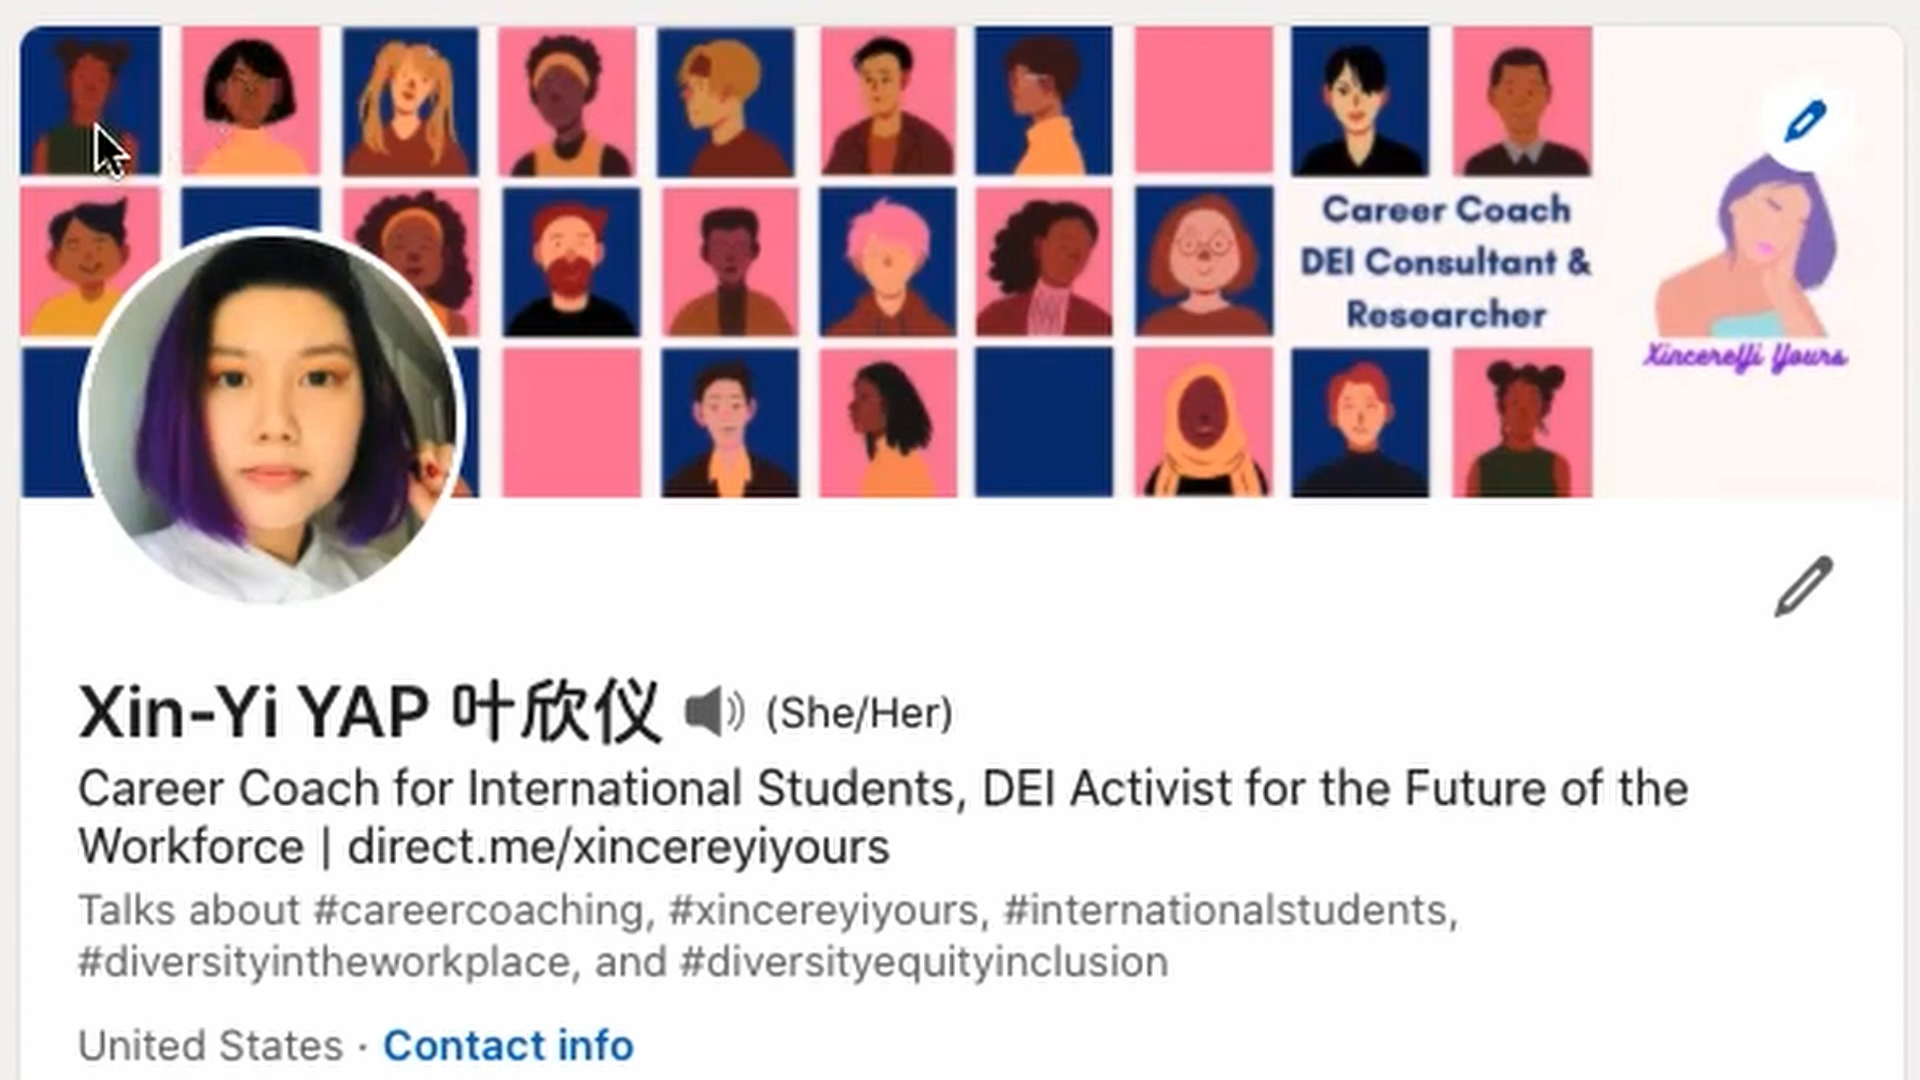 Career Coach
DEI Consultant &
Researcher
XincereYi Yours
Xin-Yi YAP 叶欣仪 (She/Her)
Career Coach for International Students, DEI Activist for the Future of the
Workforce | direct.me/xincereyiyours
Talks about #careercoaching, #xincereyiyours, #internationalstudents,
#diversityintheworkplace, and #diversityequityinclusion
United States · Contact info